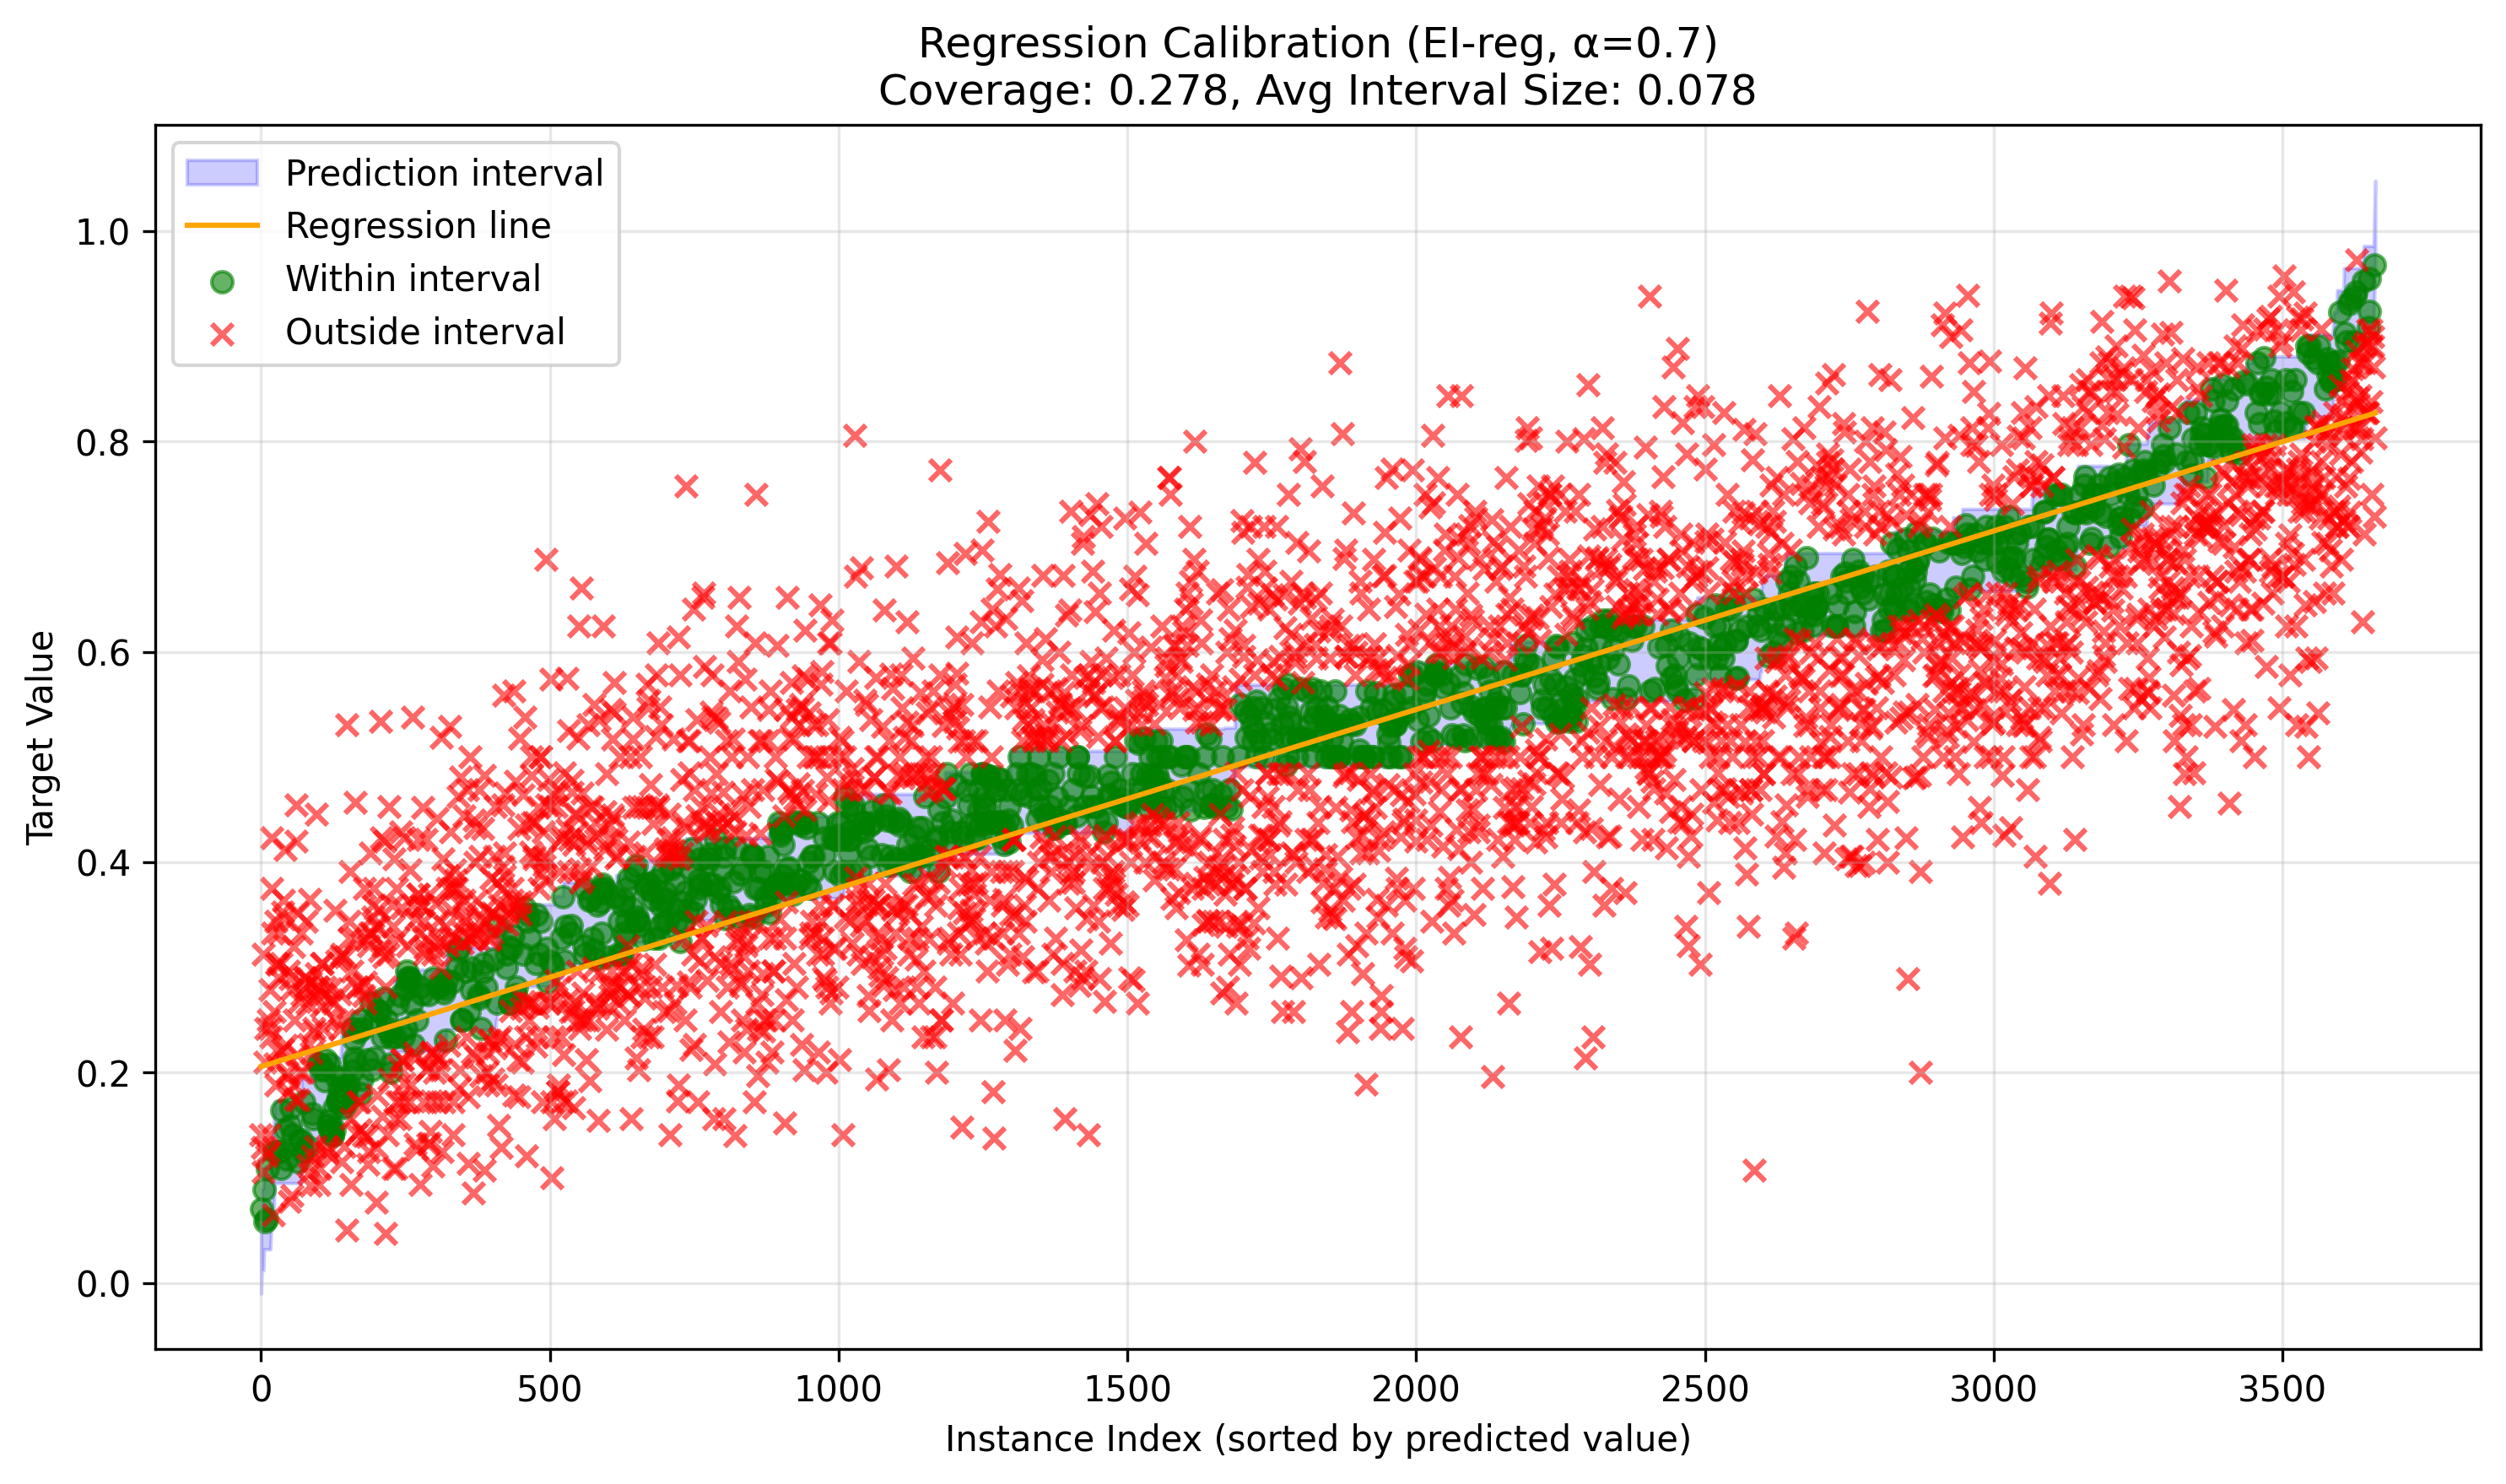 Regression Calibration (EI-reg, α=0.7)
Coverage: 0.278, Avg Interval Size: 0.078
Prediction interval
Regression line
Within interval
Outside interval
Target Value
1.0
0.8
0.6
0.4
0.2
0.0
0 500 1000 1500 2000 2500 3000 3500
Instance Index (sorted by predicted value)